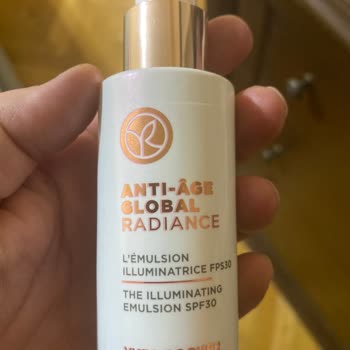 ANTI-ÂGE
GLOBAL
RADIANCE
L'ÉMULSION
ILLUMINATRICE FPS30
THE ILLUMINATING
EMULSION SPF30